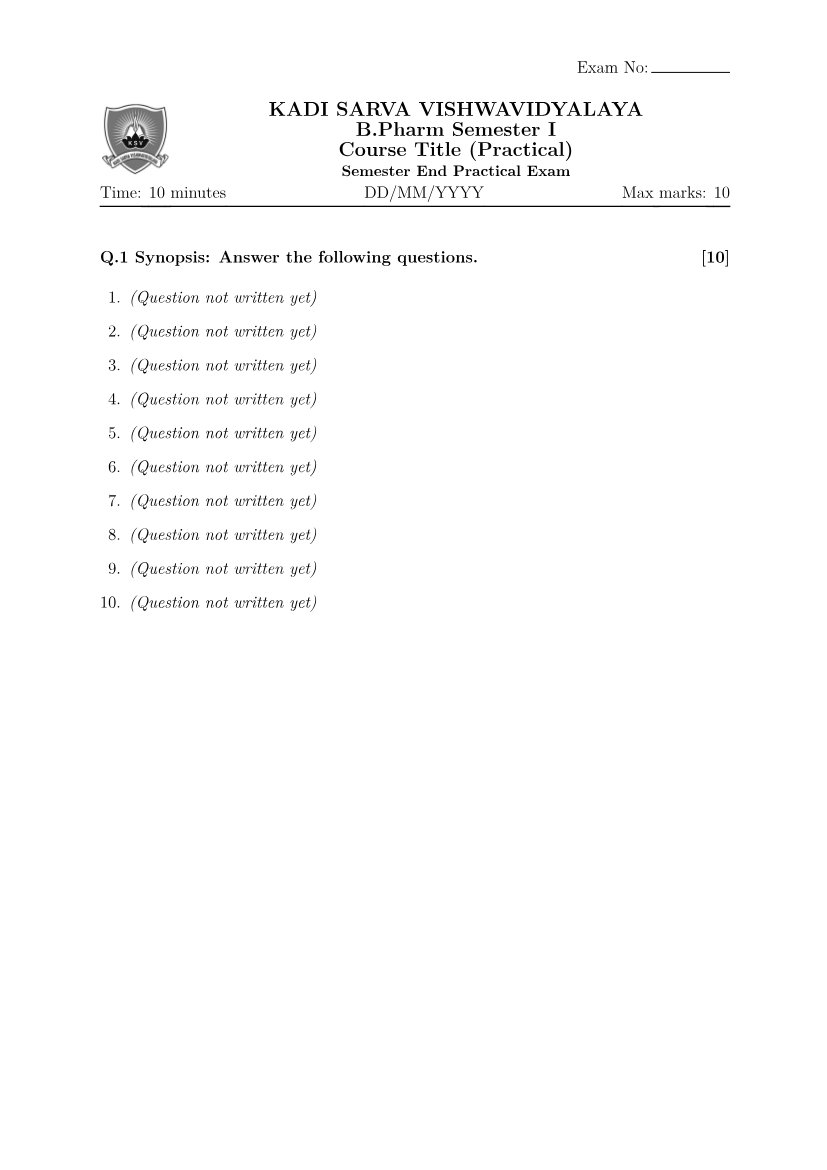 Exam No:
KADI SARVA VISHWAVIDYALAYA
B.Pharm Semester I
Course Title (Practical)
Semester End Practical Exam
KSV
Time: 10 minutes DD/MM/YYYY Max marks: 10
Q.1 Synopsis: Answer the following questions. [10]
1. (Question not written yet)
2. (Question not written yet)
3. (Question not written yet)
4. (Question not written yet)
5. (Question not written yet)
6. (Question not written yet)
7. (Question not written yet)
8. (Question not written yet)
9. (Question not written yet)
10. (Question not written yet)